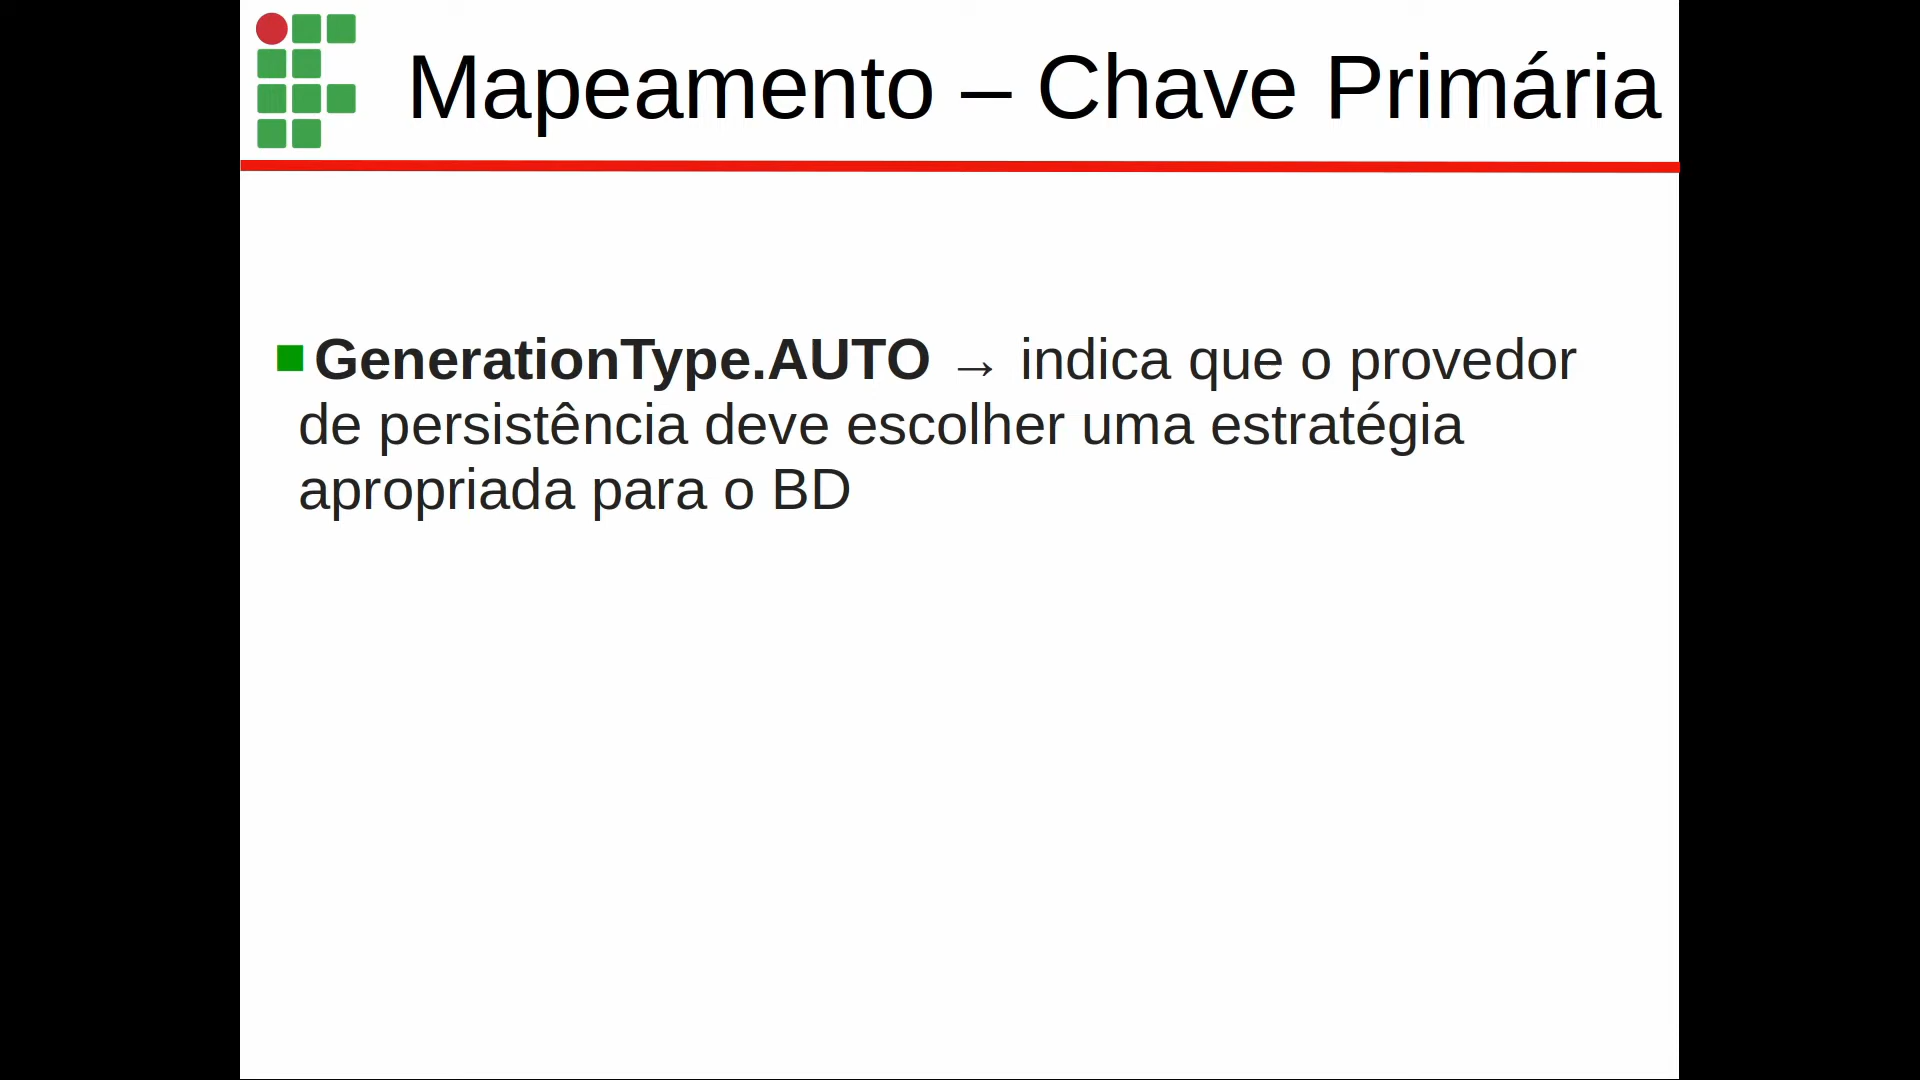 Mapeamento – Chave Primária
GenerationType.AUTO → indica que o provedor
de persistência deve escolher uma estratégia
apropriada para o BD